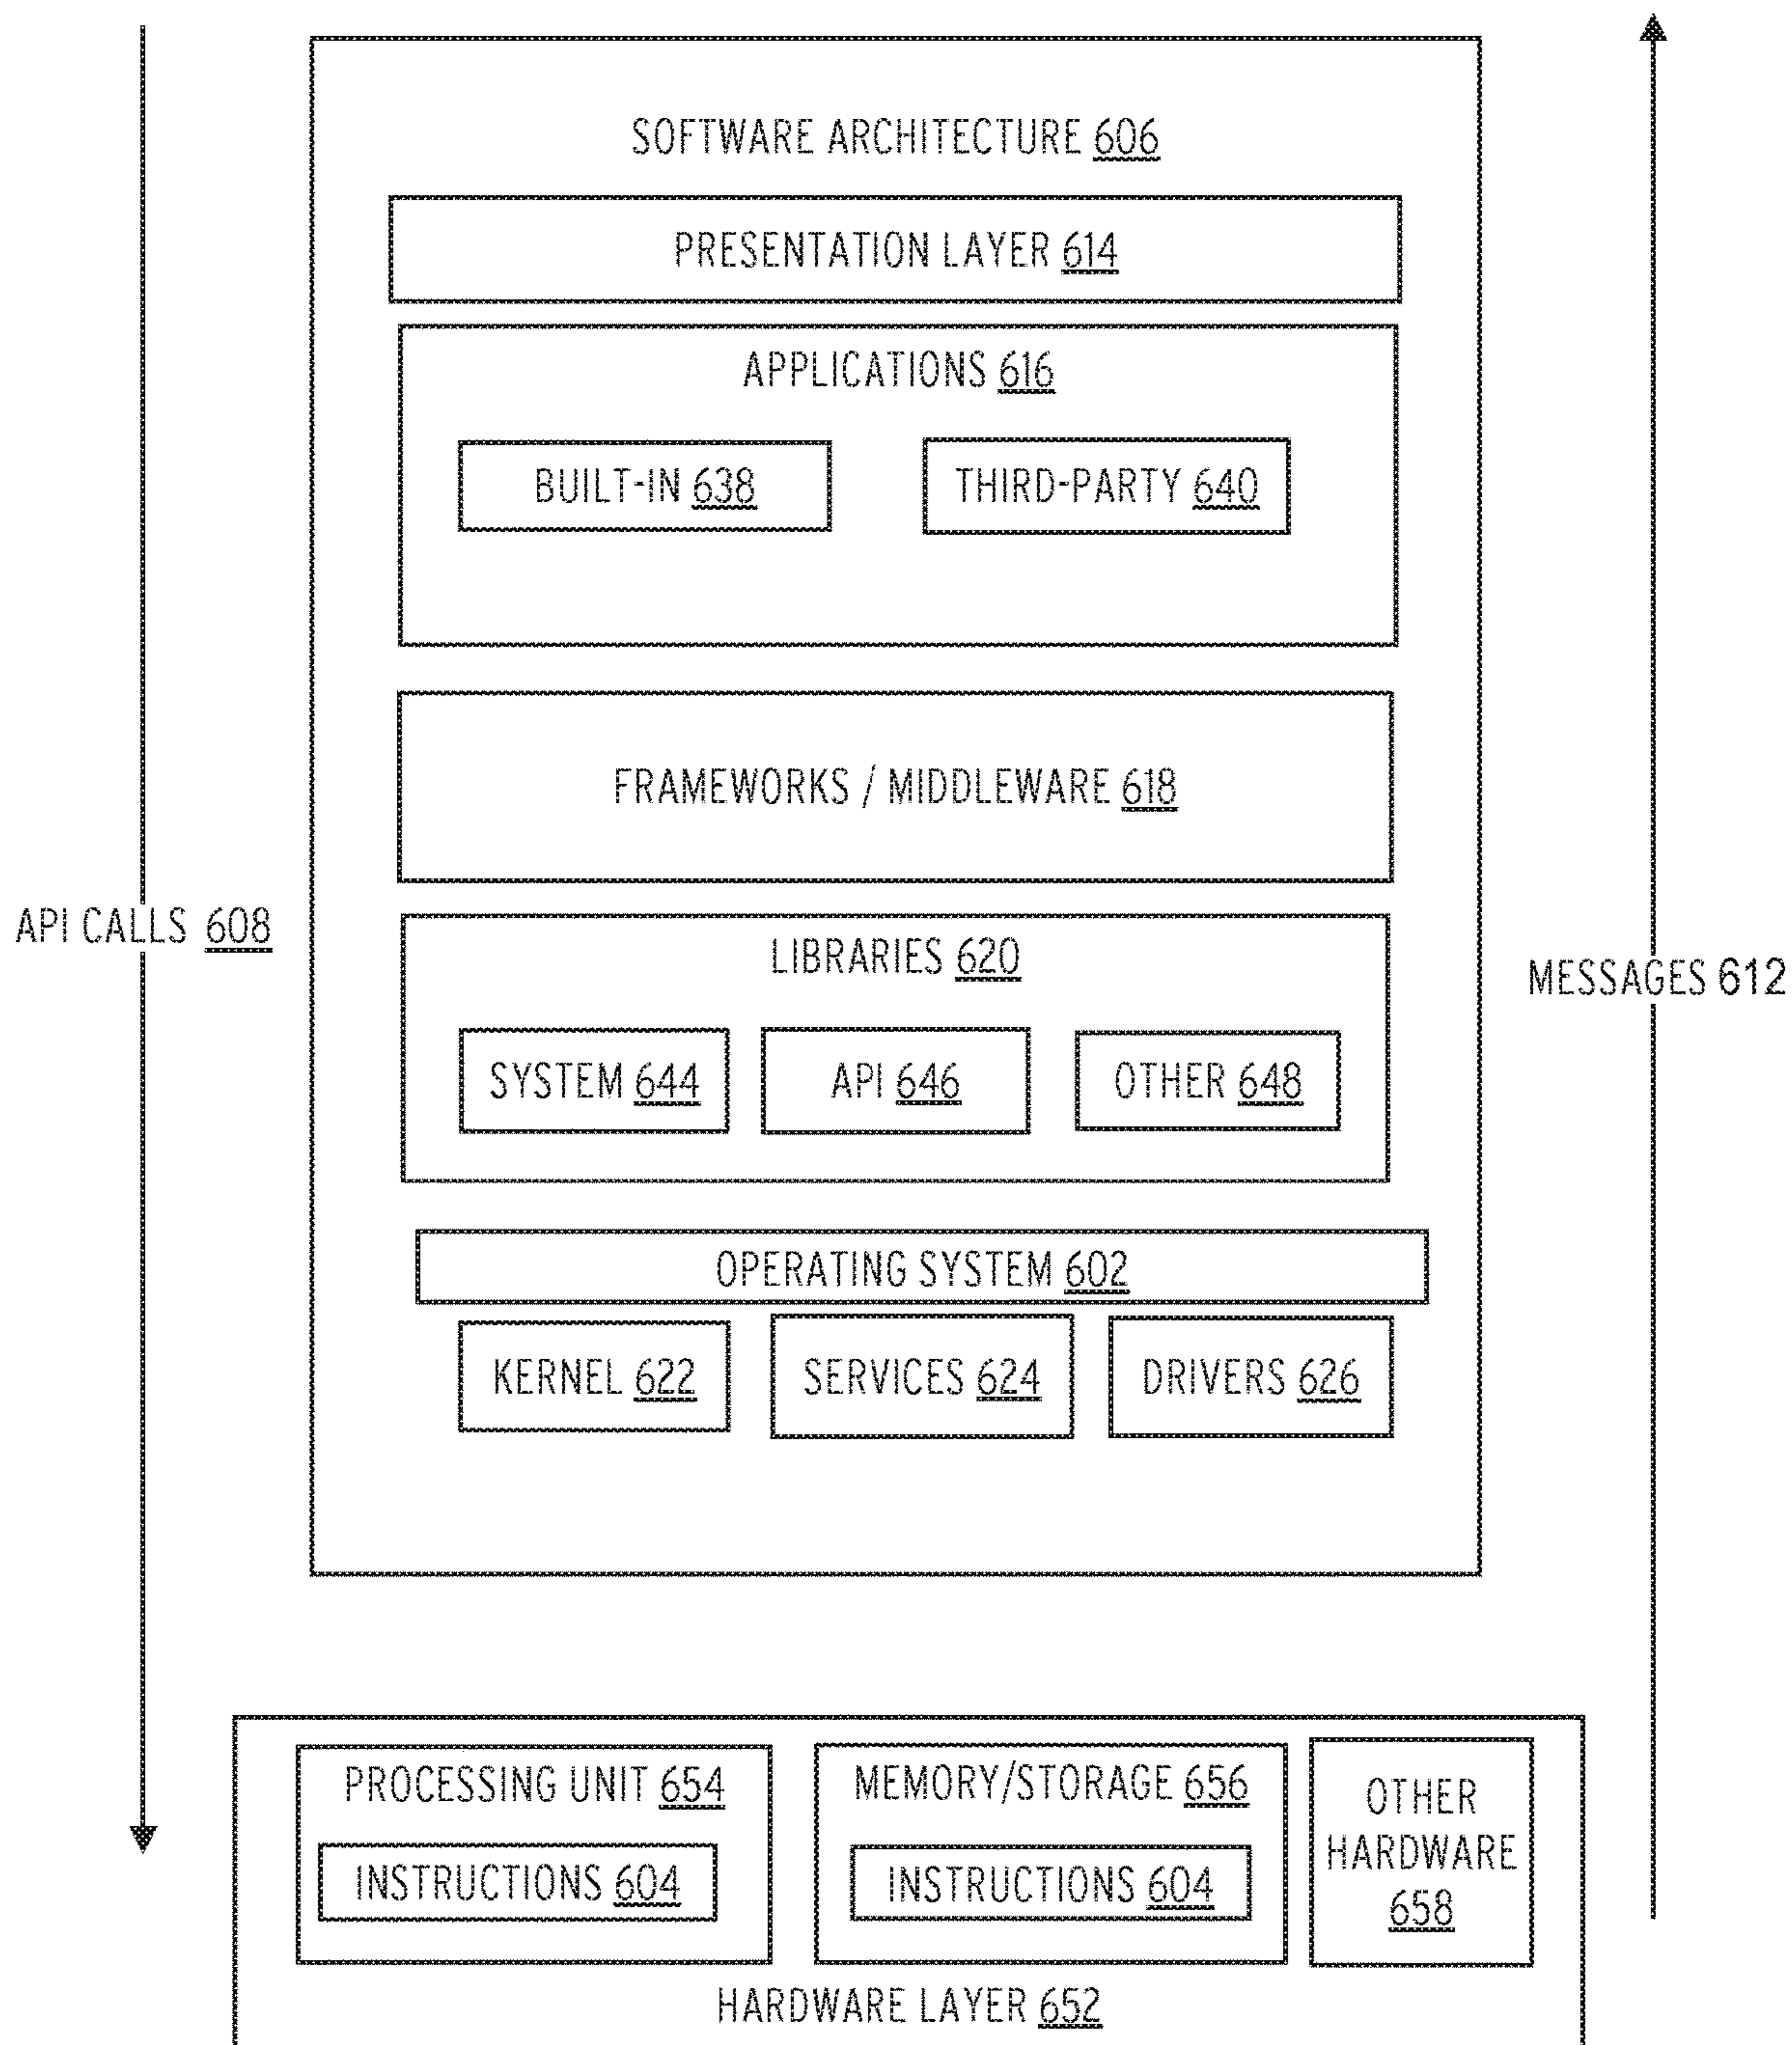 SOFTWARE ARCHITECTURE 606
PRESENTATION LAYER 614
APPLICATIONS 616
BUILT-IN 638
THIRD-PARTY 640
FRAMEWORKS / MIDDLEWARE 618
API CALLS 608
LIBRARIES 620
MESSAGES 612
SYSTEM 644
API 646
OTHER 648
OPERATING SYSTEM 602
KERNEL 622
SERVICES 624
DRIVERS 626
PROCESSING UNIT 654
INSTRUCTIONS 604
MEMORY/STORAGE 656
INSTRUCTIONS 604
OTHER
HARDWARE
658
HARDWARE LAYER 652